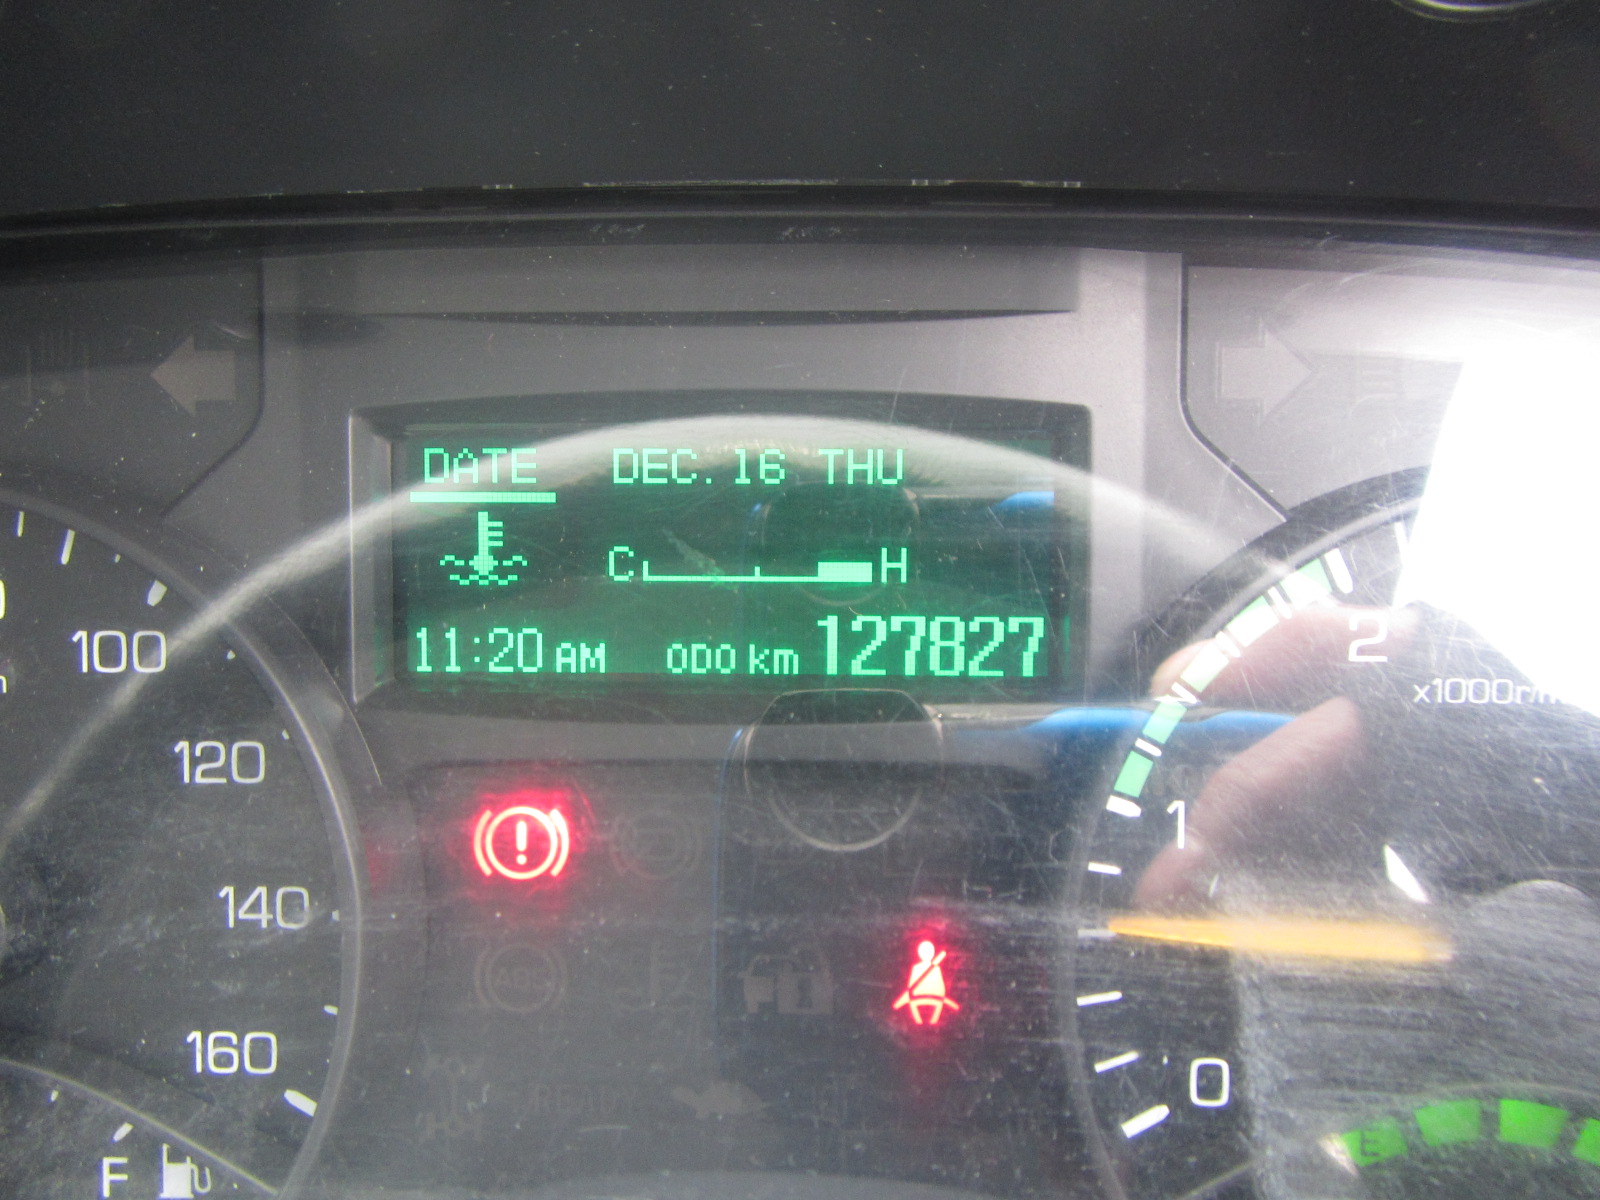 DATE DEC. 16 THU
C H
11:20 AM ODO km 127827
100
120
140
160
F
2
x1000r/m
1
0
E